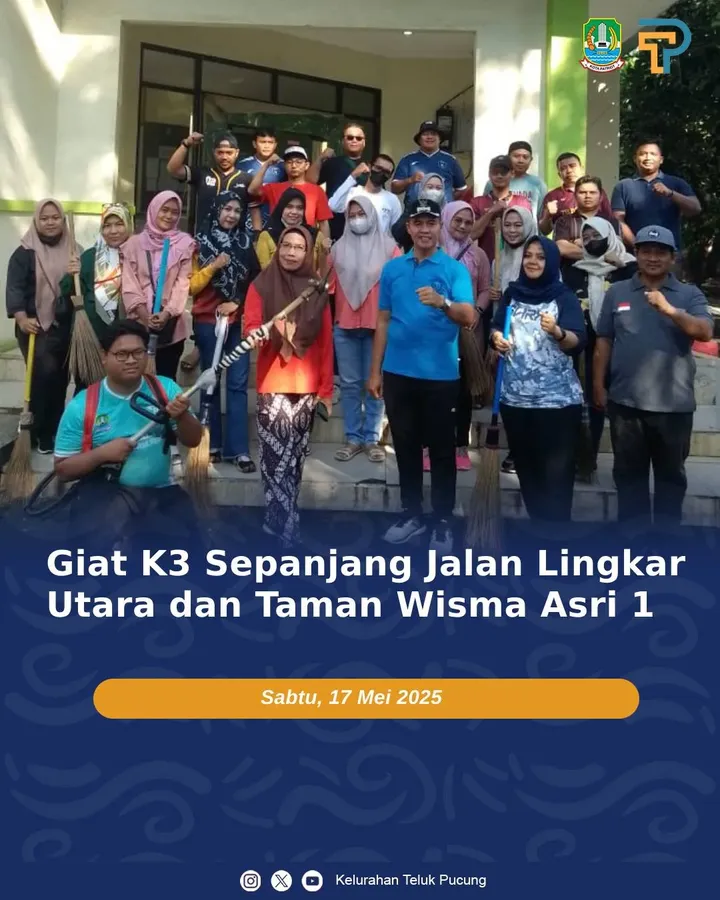 Giat K3 Sepanjang Jalan Lingkar
Utara dan Taman Wisma Asri 1
Sabtu, 17 Mei 2025
Kelurahan Teluk Pucung